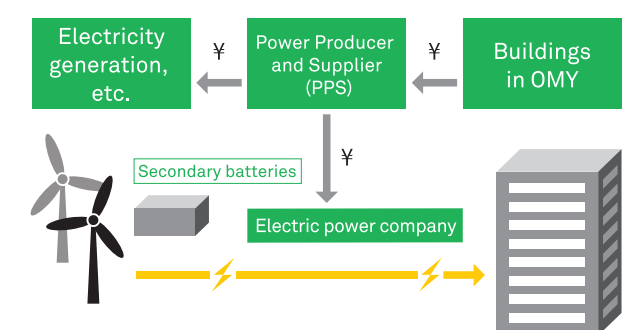 Electricity
generation,
etc.
¥
Power Producer
and Supplier
(PPS)
¥
Buildings
in OMY
¥
Secondary batteries
Electric power company